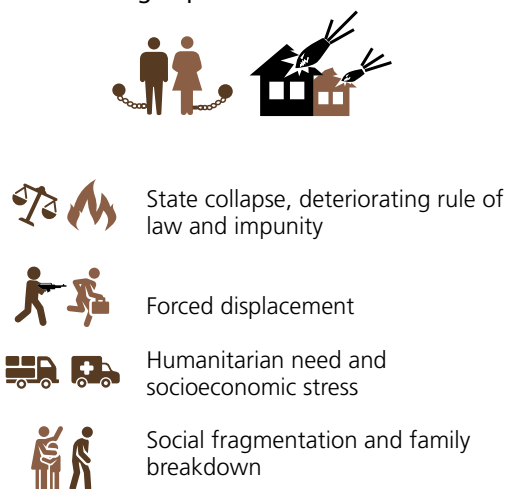 State collapse, deteriorating rule of
law and impunity
Forced displacement
Humanitarian need and
socioeconomic stress
Social fragmentation and family
breakdown